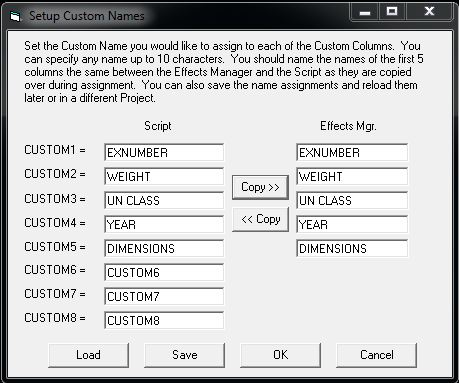 Setup Custom Names
Set the Custom Name you would like to assign to each of the Custom Columns. You
can specify any name up to 10 characters. You should name the names of the first 5
columns the same between the Effects Manager and the Script as they are copied
over during assignment. You can also save the name assignments and reload them
later or in a different Project.
Script Effects Mgr.
CUSTOM1 = EXNUMBER EXNUMBER
CUSTOM2 = WEIGHT WEIGHT
Copy >>
CUSTOM3 = UN CLASS UN CLASS
<< Copy
CUSTOM4 = YEAR YEAR
CUSTOM5 = DIMENSIONS DIMENSIONS
CUSTOM6 = CUSTOM6
CUSTOM7 = CUSTOM7
CUSTOM8 = CUSTOM8
Load Save OK Cancel